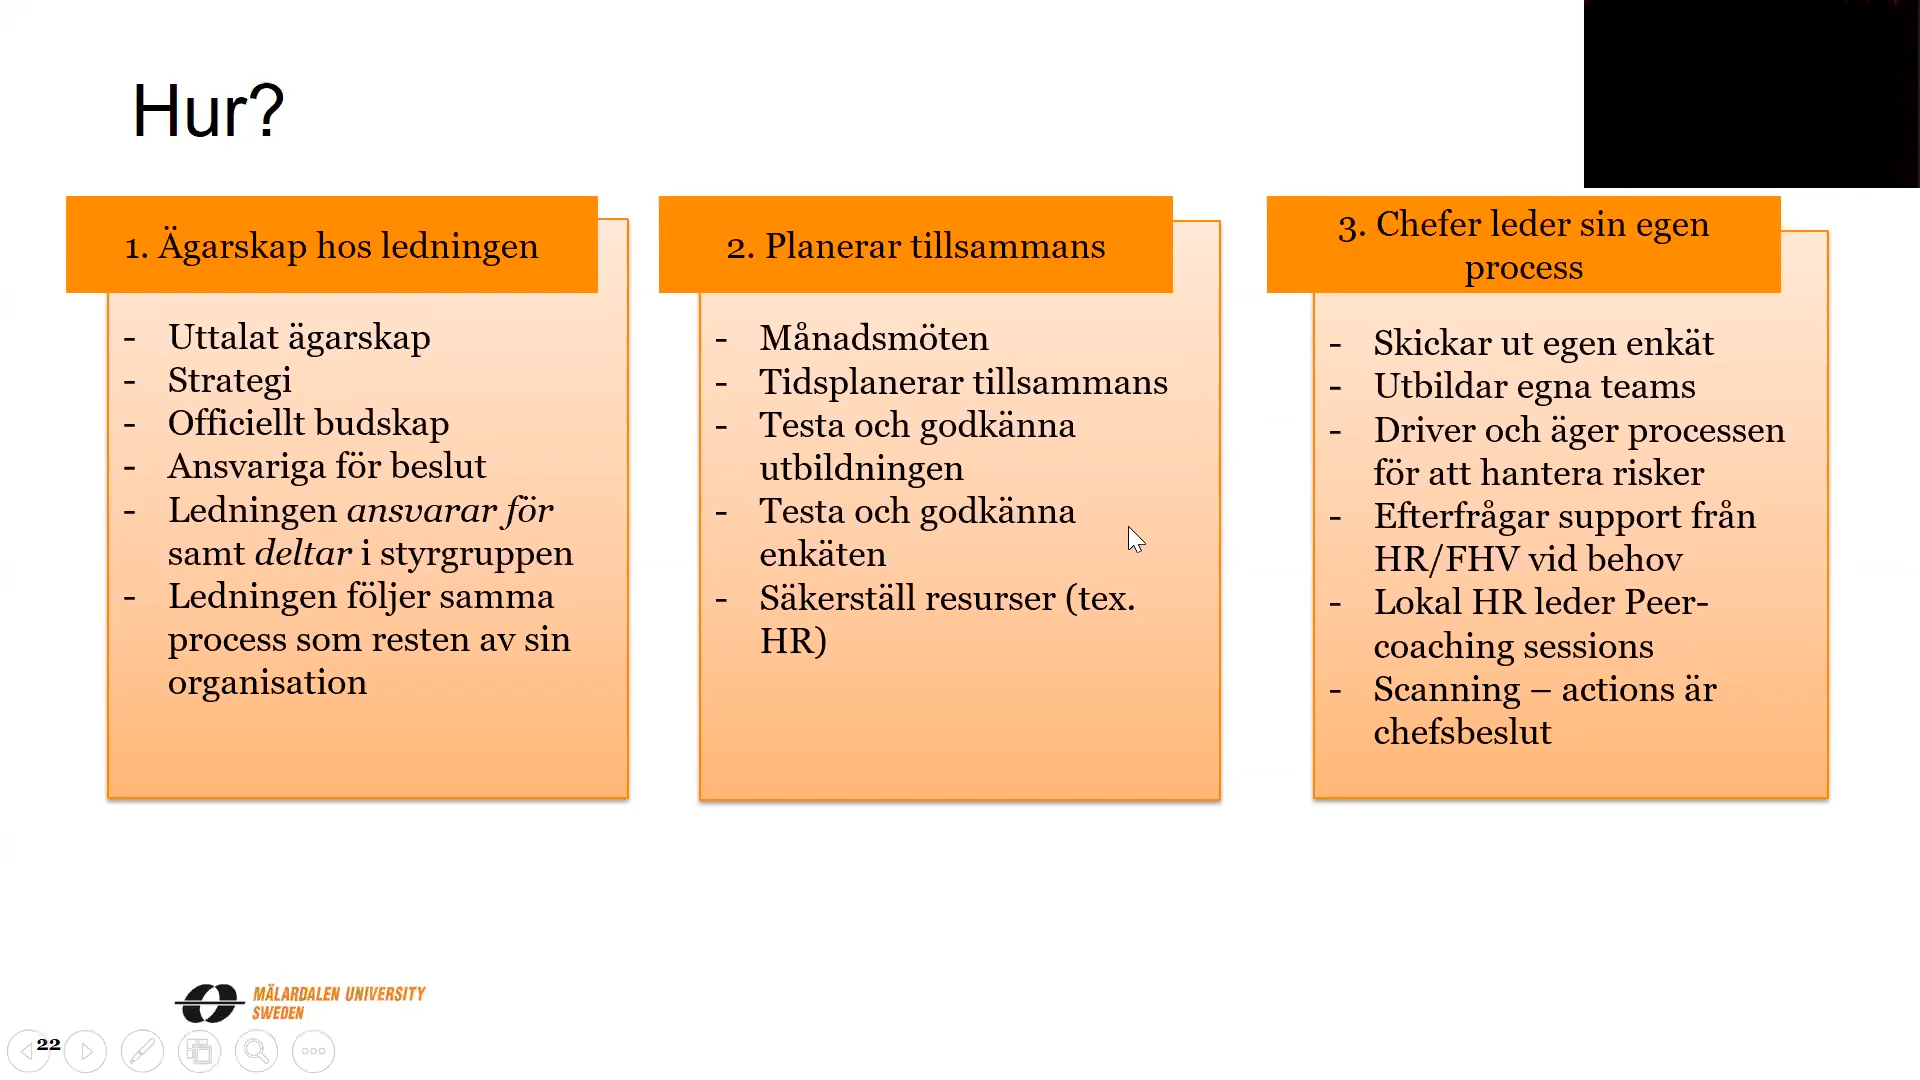 Hur?
1. Ägarskap hos ledningen
- Uttalat ägarskap
- Strategi
- Officiellt budskap
- Ansvariga för beslut
- Ledningen ansvarar för
samt deltar i styrgruppen
- Ledningen följer samma
process som resten av sin
organisation
2. Planerar tillsammans
- Månadsmöten
- Tidsplanerar tillsammans
- Testa och godkänna
utbildningen
- Testa och godkänna
enkäten
- Säkerställ resurser (tex.
HR)
3. Chefer leder sin egen
process
- Skickar ut egen enkät
- Utbildar egna teams
- Driver och äger processen
för att hantera risker
- Efterfrågar support från
HR/FHV vid behov
- Lokal HR leder Peer-
coaching sessions
- Scanning – actions är
chefsbeslut
MÄLARDALEN UNIVERSITY
SWEDEN
22